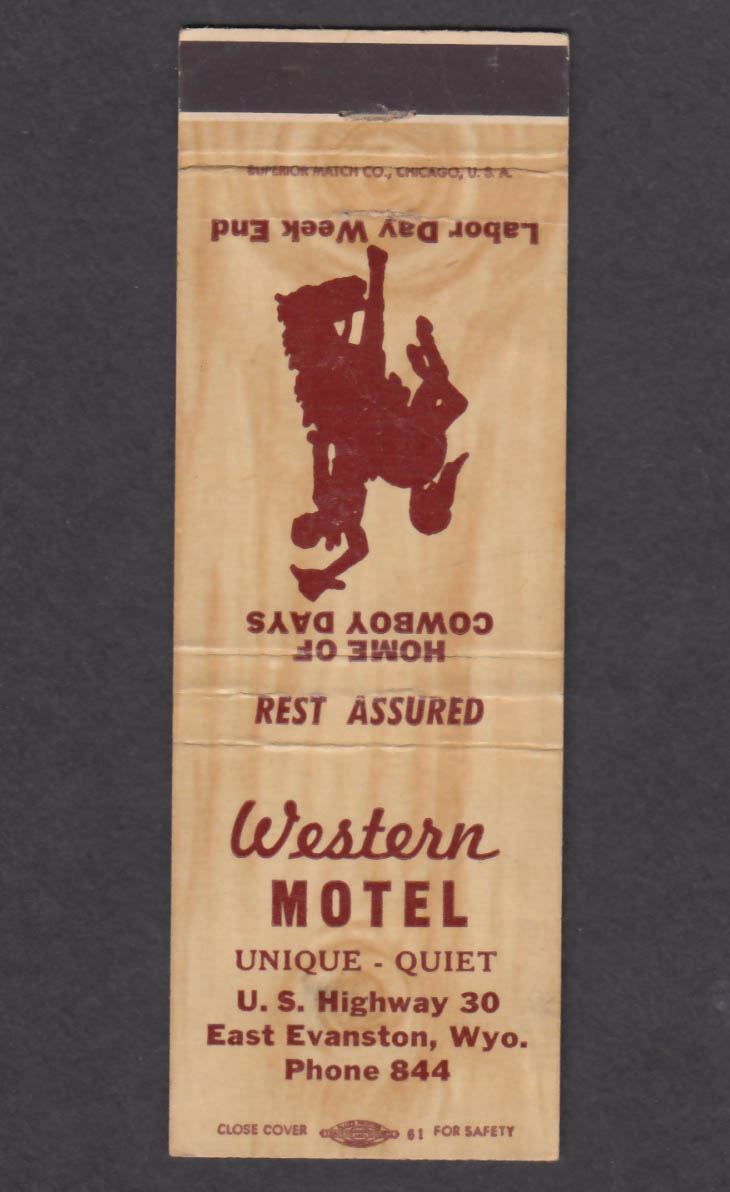 SUPERIOR MATCH CO., CHICAGO, U. S. A.
Labor Day Week End
HOME OF
COWBOY DAYS
REST ASSURED
Western
MOTEL
UNIQUE - QUIET
U. S. Highway 30
East Evanston, Wyo.
Phone 844
CLOSE COVER 61 FOR SAFETY